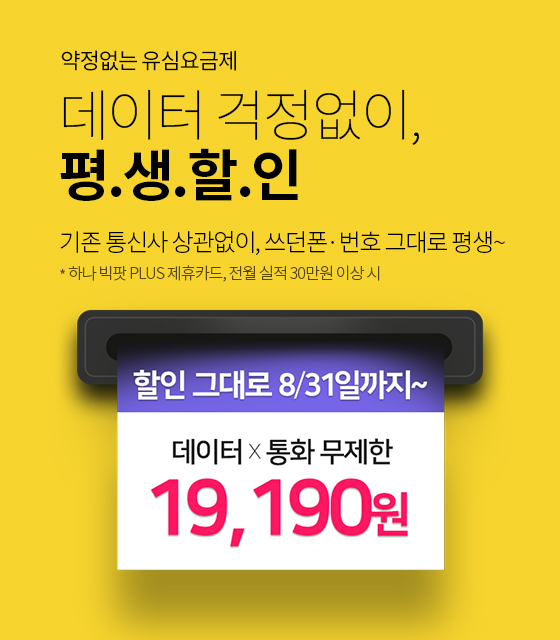 약정없는 유심요금제
데이터 걱정없이,
평.생.할.인
기존 통신사 상관없이, 쓰던폰·번호 그대로 평생~
* 하나 빅팟 PLUS 제휴카드, 전월 실적 30만원 이상 시
할인 그대로 8/31일까지~
데이터 x 통화 무제한
19,190원